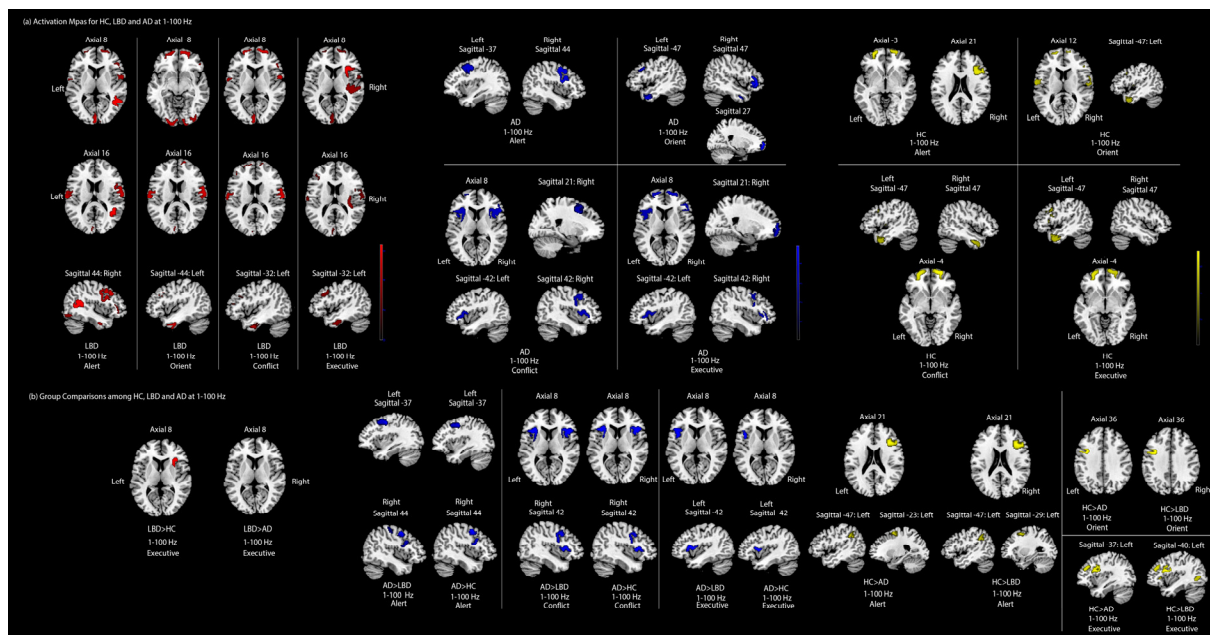 (a) Activation Mpas for HC, LBD and AD at 1-100 Hz
Axial 8
Axial 8
Axial 8
Axial 8
Left
Right
Axial 16
Axial 16
Axial 16
Axial 16
Left
Right
Sagittal 44: Right
Sagittal -44: Left
Sagittal -32: Left
Sagittal -32: Left
LBD
1-100 Hz
Alert
LBD
1-100 Hz
Orient
LBD
1-100 Hz
Conflict
LBD
1-100 Hz
Executive
Left
Sagittal -37
Right
Sagittal 44
AD
1-100 Hz
Alert
Left
Sagittal -47
Right
Sagittal 47
Sagittal 27
AD
1-100 Hz
Orient
Axial 8
Sagittal 21: Right
Sagittal -42: Left
Sagittal 42: Right
AD
1-100 Hz
Conflict
Axial 8
Sagittal 21: Right
Sagittal -42: Left
Sagittal 42: Right
AD
1-100 Hz
Executive
Axial -3
Axial 21
Left
Right
HC
1-100 Hz
Alert
Axial 12
Sagittal -47: Left
Left
Right
HC
1-100 Hz
Orient
Left
Sagittal -47
Right
Sagittal 47
Axial -4
Left
Right
HC
1-100 Hz
Conflict
Left
Sagittal -47
Right
Sagittal 47
Axial -4
Left
Right
HC
1-100 Hz
Executive
(b) Group Comparisons among HC, LBD and AD at 1-100 Hz
Axial 8
Axial 8
Left
Right
LBD>HC
1-100 Hz
Executive
LBD>AD
1-100 Hz
Executive
Left
Sagittal -37
Left
Sagittal -37
Right
Sagittal 44
Right
Sagittal 44
AD>LBD
1-100 Hz
Alert
AD>HC
1-100 Hz
Alert
Axial 8
Axial 8
Left
Right
Right
Sagittal 42
Right
Sagittal 42
AD>LBD
1-100 Hz
Conflict
AD>HC
1-100 Hz
Conflict
Axial 8
Axial 8
Left
Right
Left
Sagittal -42
Left
Sagittal -42
AD>LBD
1-100 Hz
Executive
AD>HC
1-100 Hz
Executive
Axial 21
Axial 21
Left
Right
Sagittal -47: Left
Sagittal -23: Left
Sagittal -47: Left
Sagittal -29: Left
HC>AD
1-100 Hz
Alert
HC>LBD
1-100 Hz
Alert
Axial 36
Axial 36
Left
Right
HC>AD
1-100 Hz
Orient
HC>LBD
1-100 Hz
Orient
Sagittal 37: Left
Sagital -40: Left
HC>AD
1-100 Hz
Executive
HC>LBD
1-100 Hz
Executive